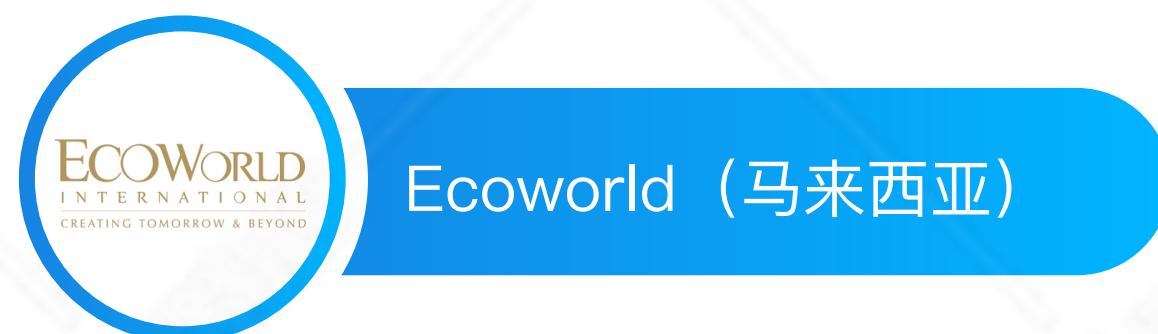 ECOWORLD
INTERNATIONAL
CREATING TOMORROW & BEYOND
Ecoworld（马来西亚）